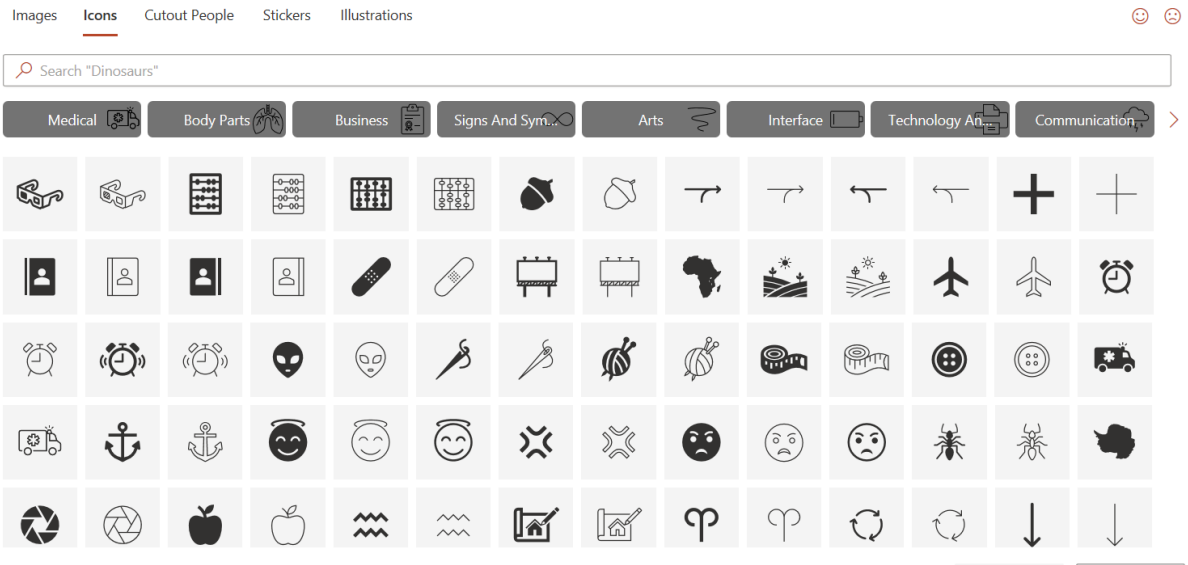 Images Icons Cutout People Stickers Illustrations
Search "Dinosaurs"
Medical Body Parts Business Signs And Sym... Arts Interface Technology An... Communication